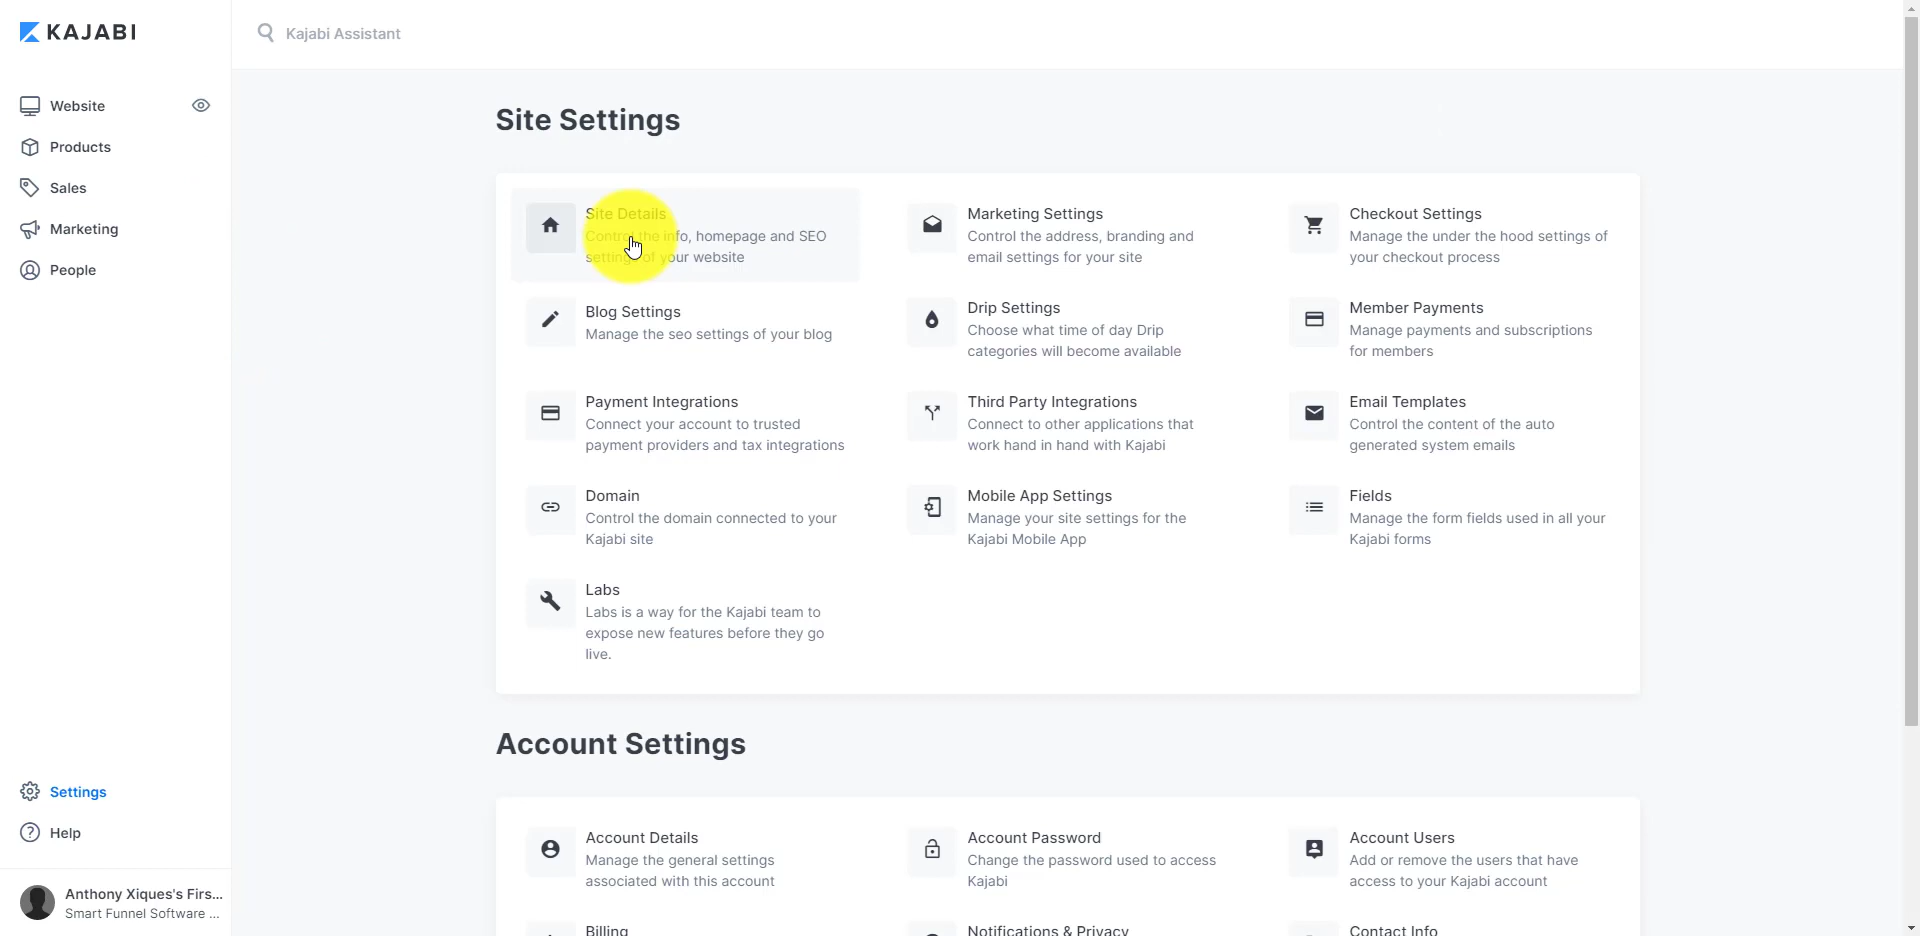 KAJABI
Kajabi Assistant
Website
Products
Sales
Marketing
People
Settings
Help
Anthony Xiques's Firs...
Smart Funnel Software ...
Site Settings
Site Details
Control the info, homepage and SEO
settings of your website
Marketing Settings
Control the address, branding and
email settings for your site
Checkout Settings
Manage the under the hood settings of
your checkout process
Blog Settings
Manage the seo settings of your blog
Drip Settings
Choose what time of day Drip
categories will become available
Member Payments
Manage payments and subscriptions
for members
Payment Integrations
Connect your account to trusted
payment providers and tax integrations
Third Party Integrations
Connect to other applications that
work hand in hand with Kajabi
Email Templates
Control the content of the auto
generated system emails
Domain
Control the domain connected to your
Kajabi site
Mobile App Settings
Manage your site settings for the
Kajabi Mobile App
Fields
Manage the form fields used in all your
Kajabi forms
Labs
Labs is a way for the Kajabi team to
expose new features before they go
live.
Account Settings
Account Details
Manage the general settings
associated with this account
Account Password
Change the password used to access
Kajabi
Account Users
Add or remove the users that have
access to your Kajabi account
Billing
Notifications & Privacy
Contact Info